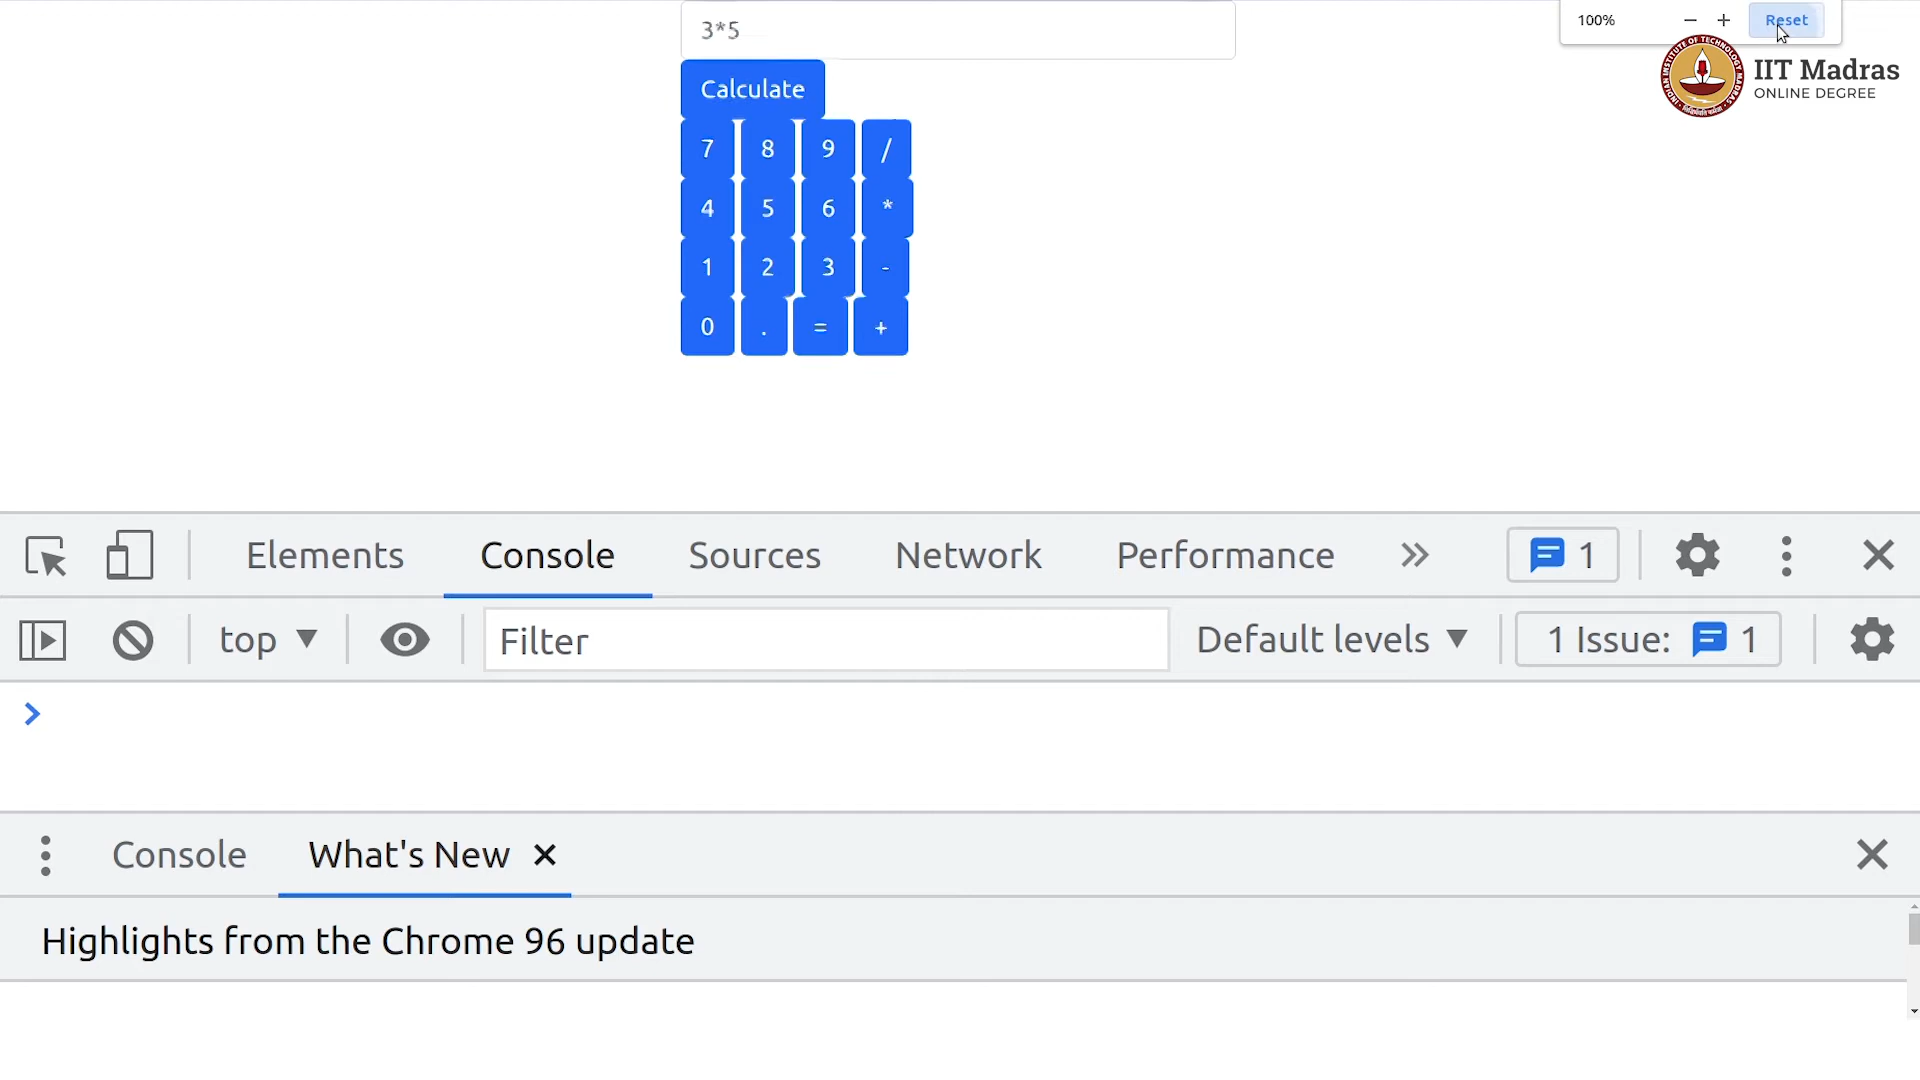 3*5
100% − + Reset
IIT Madras
ONLINE DEGREE
Calculate
7 8 9 /
4 5 6 *
1 2 3 -
0 . = +
Elements Console Sources Network Performance » 1
top Filter Default levels 1 Issue: 1
>
Console What's New ×
Highlights from the Chrome 96 update